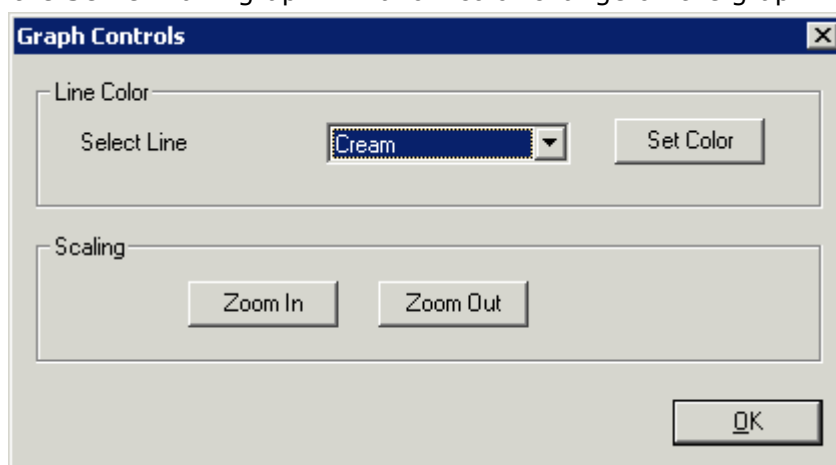 Graph Controls
Line Color
Select Line Cream Set Color
Scaling
Zoom In Zoom Out
OK